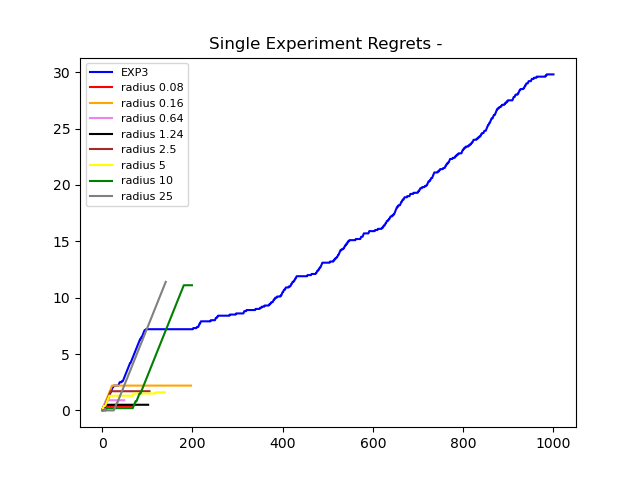 Single Experiment Regrets -
30
25
20
15
10
5
0
EXP3
radius 0.08
radius 0.16
radius 0.64
radius 1.24
radius 2.5
radius 5
radius 10
radius 25
0 200 400 600 800 1000